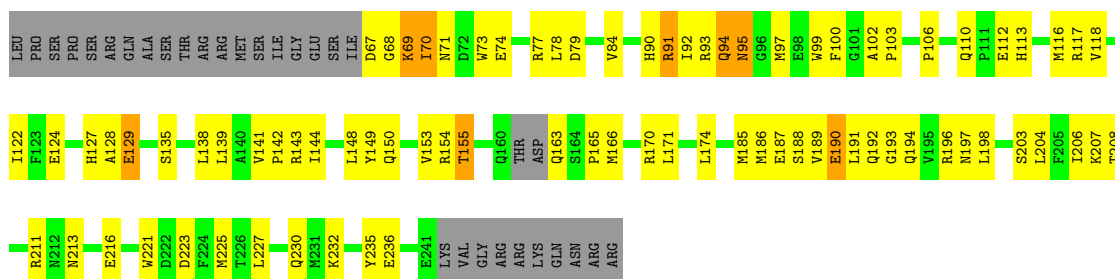 LEU PRO SER PRO SER ARG GLN ALA SER THR ARG ARG MET SER ILE GLY GLU SER ILE D67 G68 K69 I70 N71 D72 W73 E74 R77 L78 D79 V84 H90 R91 I92 R93 Q94 N95 G96 M97 E98 W99 F100 G101 A102 P103 P106 Q110 P111 E112 H113 M116 R117 V118
I122 F123 E124 H127 A128 E129 S135 L138 L139 A140 V141 P142 R143 I144 L148 Y149 Q150 V153 R154 T155 Q160 THR ASP Q163 S164 P165 M166 R170 L171 L174 M185 M186 E187 S188 V189 E190 L191 Q192 G193 Q194 V195 R196 N197 L198 S203 L204 F205 I206 K207 T208
R211 N212 N213 E216 W221 D222 D223 F224 M225 T226 L227 Q230 M231 K232 Y235 E236 E241 LYS VAL GLY ARG ARG LYS GLN ASN ARG ARG